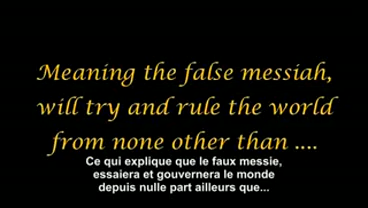 Meaning the false messiah,
will try and rule the world
from none other than ....
Ce qui explique que le faux messie,
essaiera et gouvernera le monde
depuis nulle part ailleurs que...